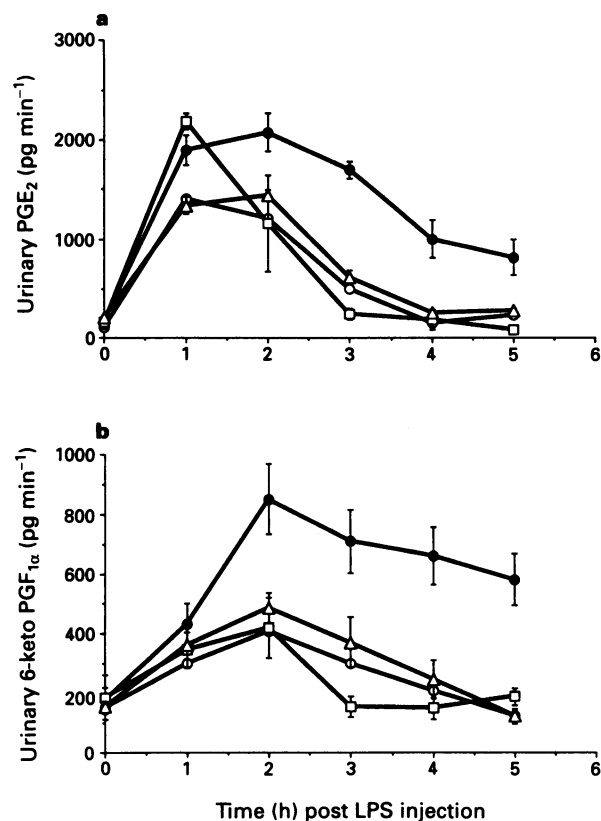 a
Urinary PGE₂ (pg min⁻¹)
3000
2000
1000
0
0 1 2 3 4 5 6
b
Urinary 6-keto PGF₁α (pg min⁻¹)
1000
800
600
400
200
0
0 1 2 3 4 5 6
Time (h) post LPS injection